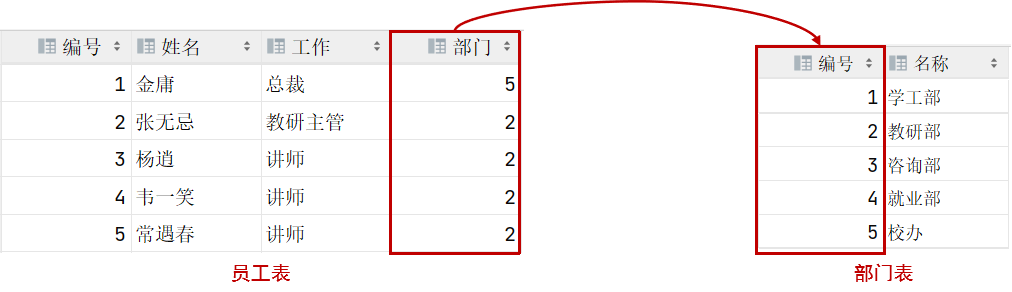 编号 姓名 工作 部门
1 金庸 总裁 5
2 张无忌 教研主管 2
3 杨逍 讲师 2
4 韦一笑 讲师 2
5 常遇春 讲师 2
员工表
编号 名称
1 学工部
2 教研部
3 咨询部
4 就业部
5 校办
部门表